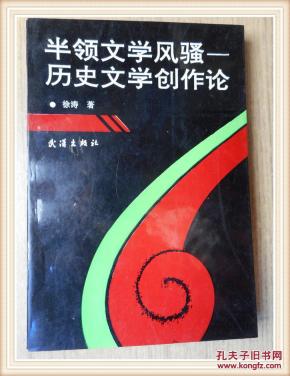 半领文学风骚—
历史文学创作论
● 徐涛 著
武汉出版社
孔夫子旧书网
www.kongfz.com